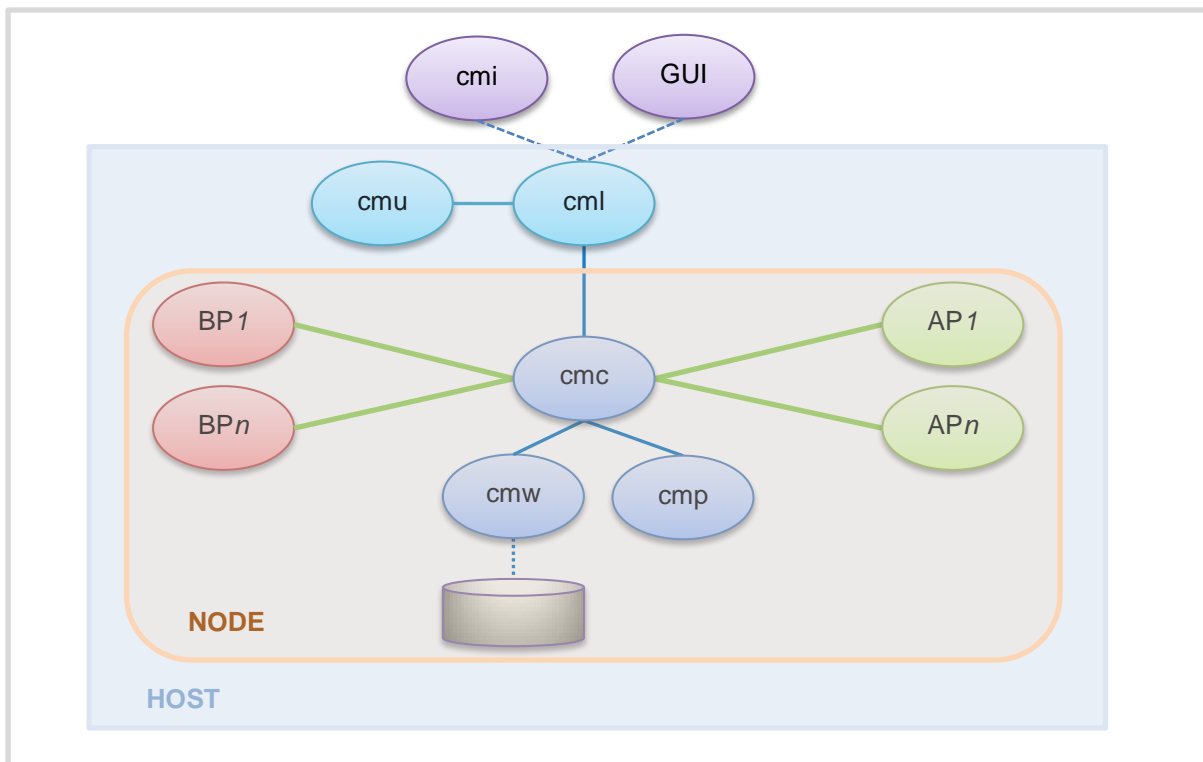 cmi
GUI
cmu
cml
BP1
AP1
cmc
BPn
APn
cmw
cmp
NODE
HOST